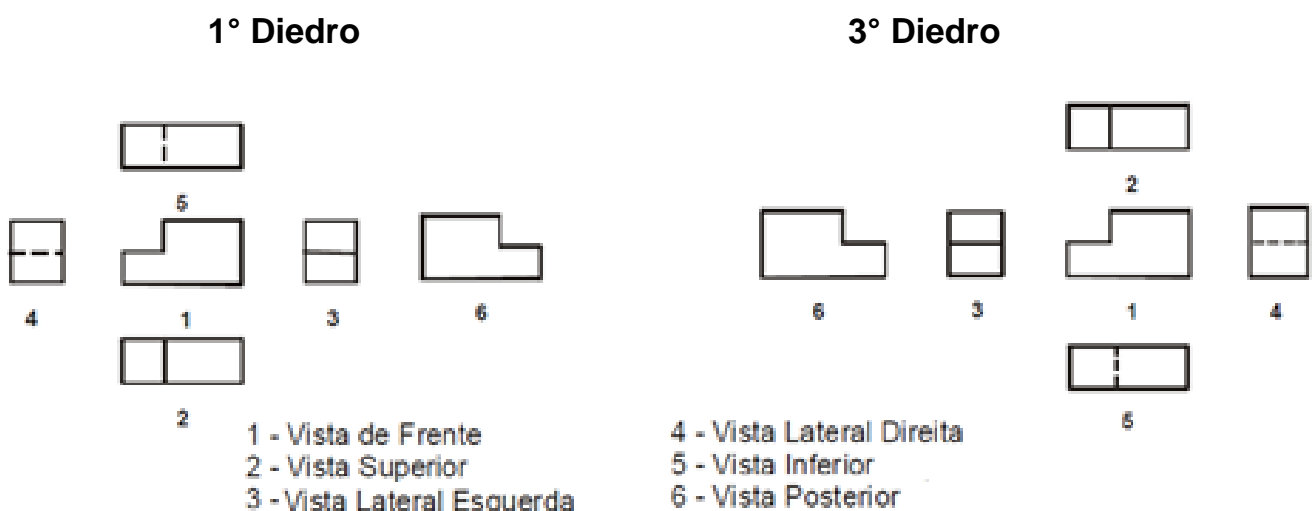 1° Diedro
3° Diedro
5
4
1
3
6
2
2
6
3
1
4
5
1 - Vista de Frente
2 - Vista Superior
3 - Vista Lateral Esquerda
4 - Vista Lateral Direita
5 - Vista Inferior
6 - Vista Posterior